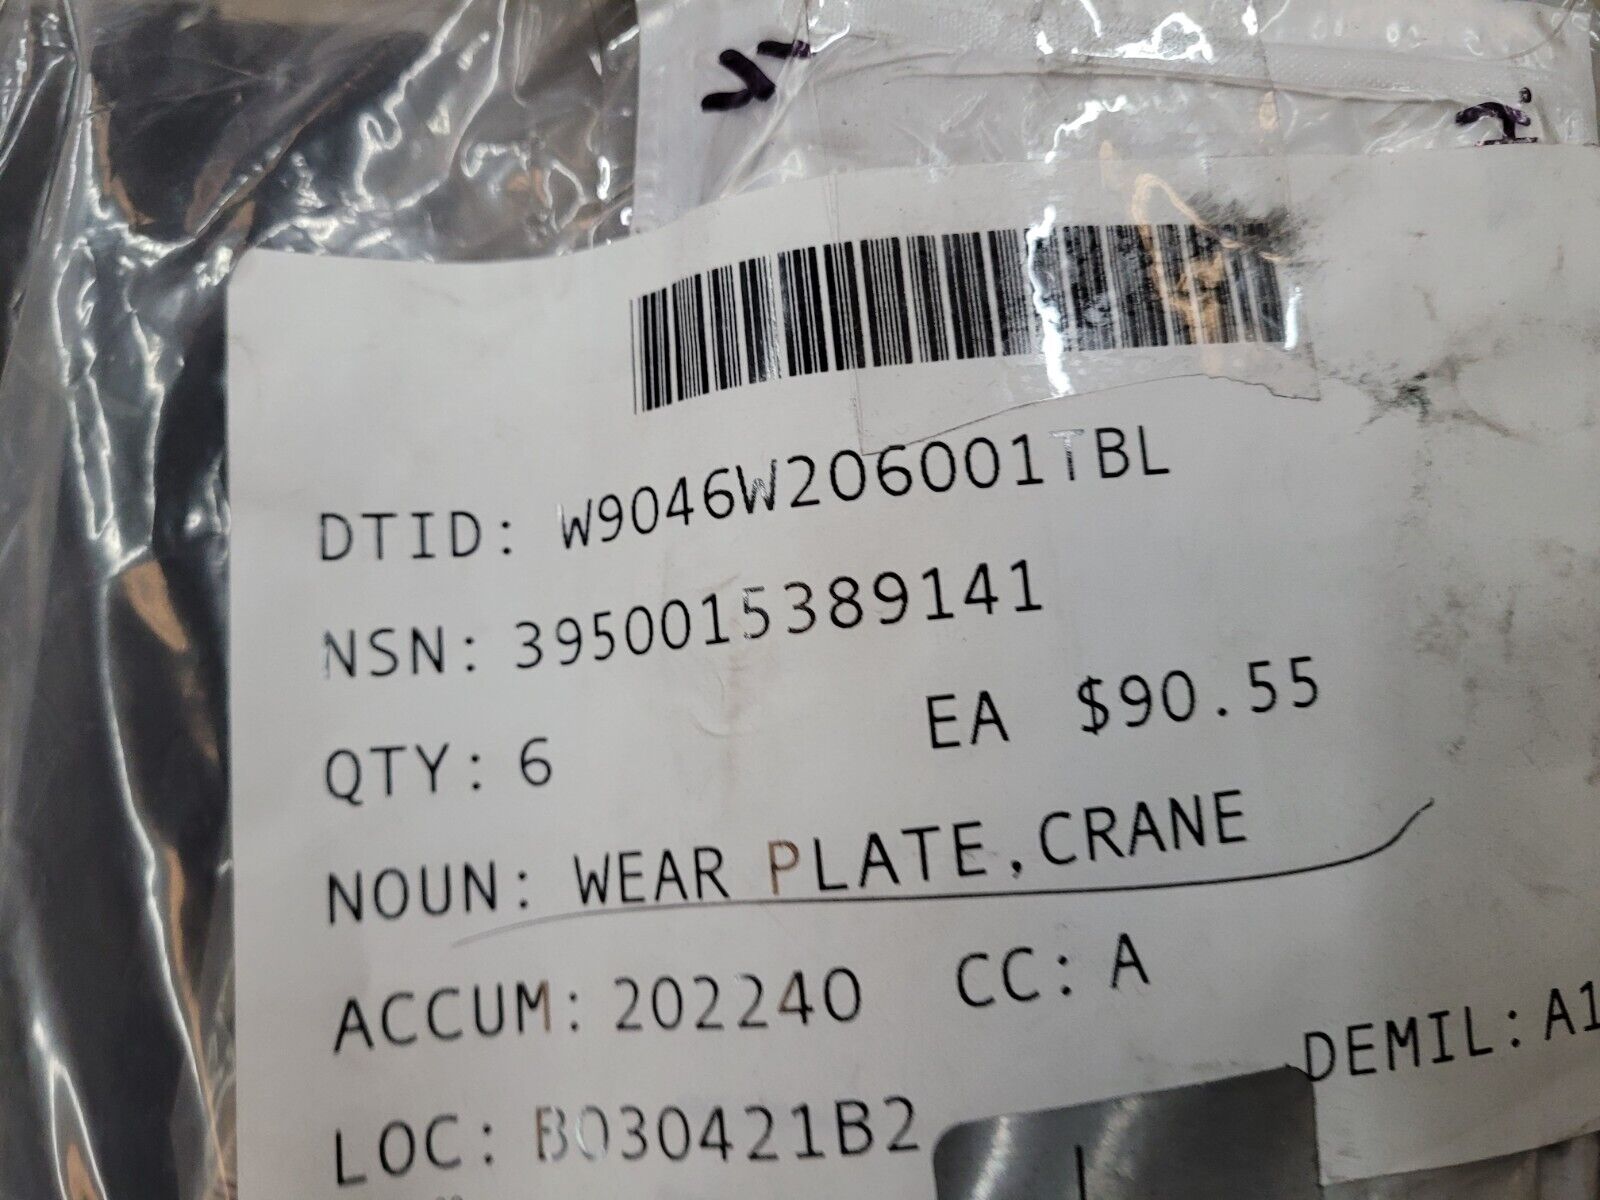 DTID: W9046W206001TBL
NSN: 3950015389141
QTY: 6 EA $90.55
NOUN: WEAR PLATE, CRANE
ACCUM: 202240 CC: A
DEMIL: A1
LOC: B030421B2